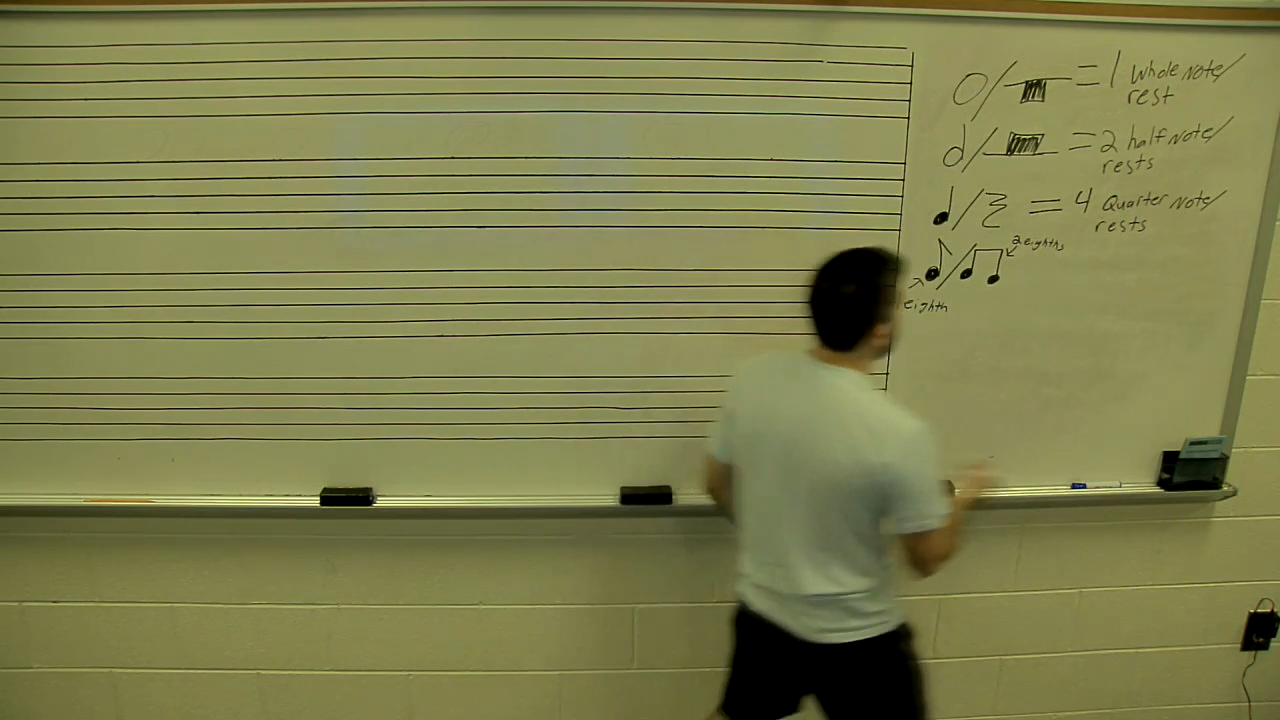 = 1 Whole Note/
rest
= 2 half Note/
rests
= 4 Quarter Note/
rests
2 eighths
eighth